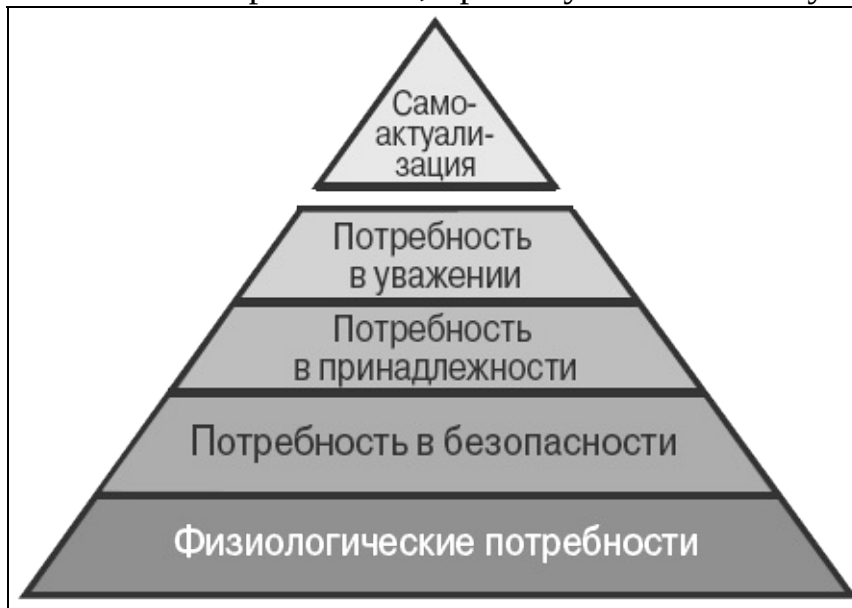 Само-
актуали-
зация
Потребность
в уважении
Потребность
в принадлежности
Потребность в безопасности
Физиологические потребности